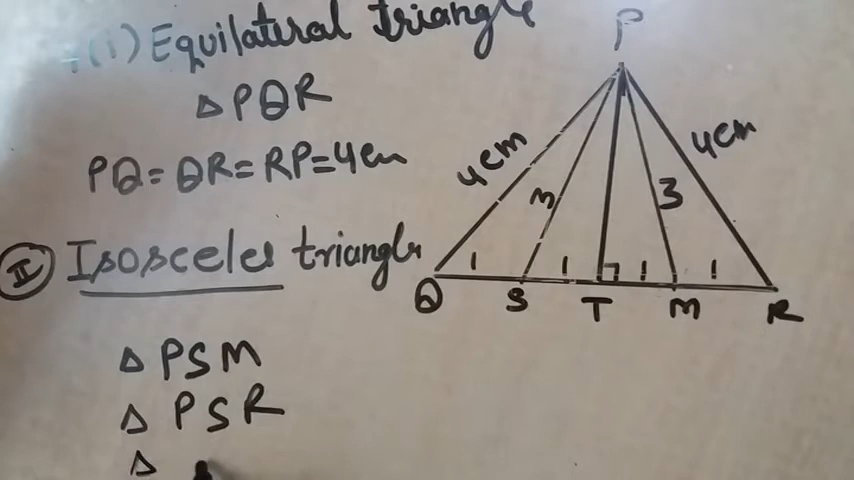 (i) Equilateral triangle
Δ PQR
PQ = QR = RP = 4cm
II Isosceles triangle
Δ PSM
Δ PSR
Δ
P
4cm
4cm
3
3
1 1 1 1
Q S T M R